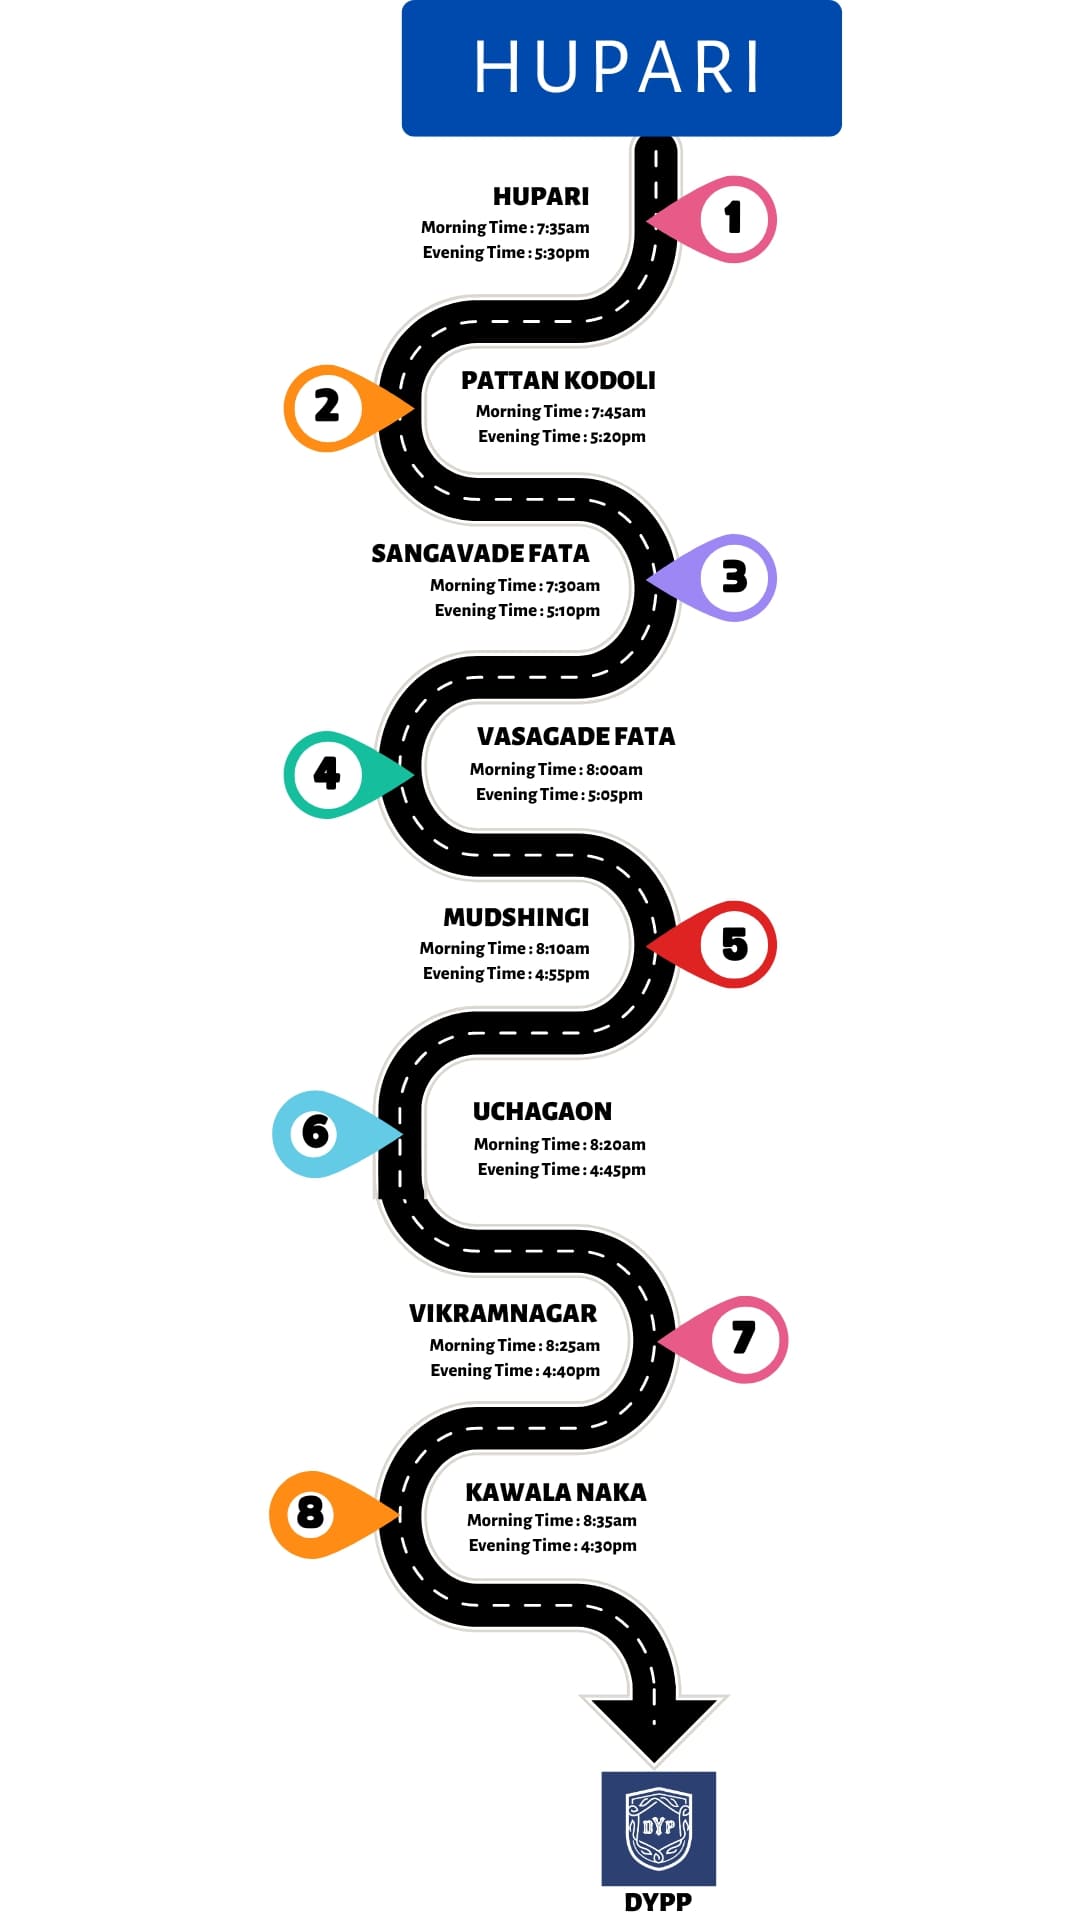 HUPARI
HUPARI
Morning Time : 7:35am
Evening Time : 5:30pm
1
2
PATTAN KODOLI
Morning Time : 7:45am
Evening Time : 5:20pm
SANGAVADE FATA
Morning Time : 7:30am
Evening Time : 5:10pm
3
4
VASAGADE FATA
Morning Time : 8:00am
Evening Time : 5:05pm
MUDSHINGI
Morning Time : 8:10am
Evening Time : 4:55pm
5
6
UCHAGAON
Morning Time : 8:20am
Evening Time : 4:45pm
VIKRAMNAGAR
Morning Time : 8:25am
Evening Time : 4:40pm
7
8
KAWALA NAKA
Morning Time : 8:35am
Evening Time : 4:30pm
DYP
DYPP